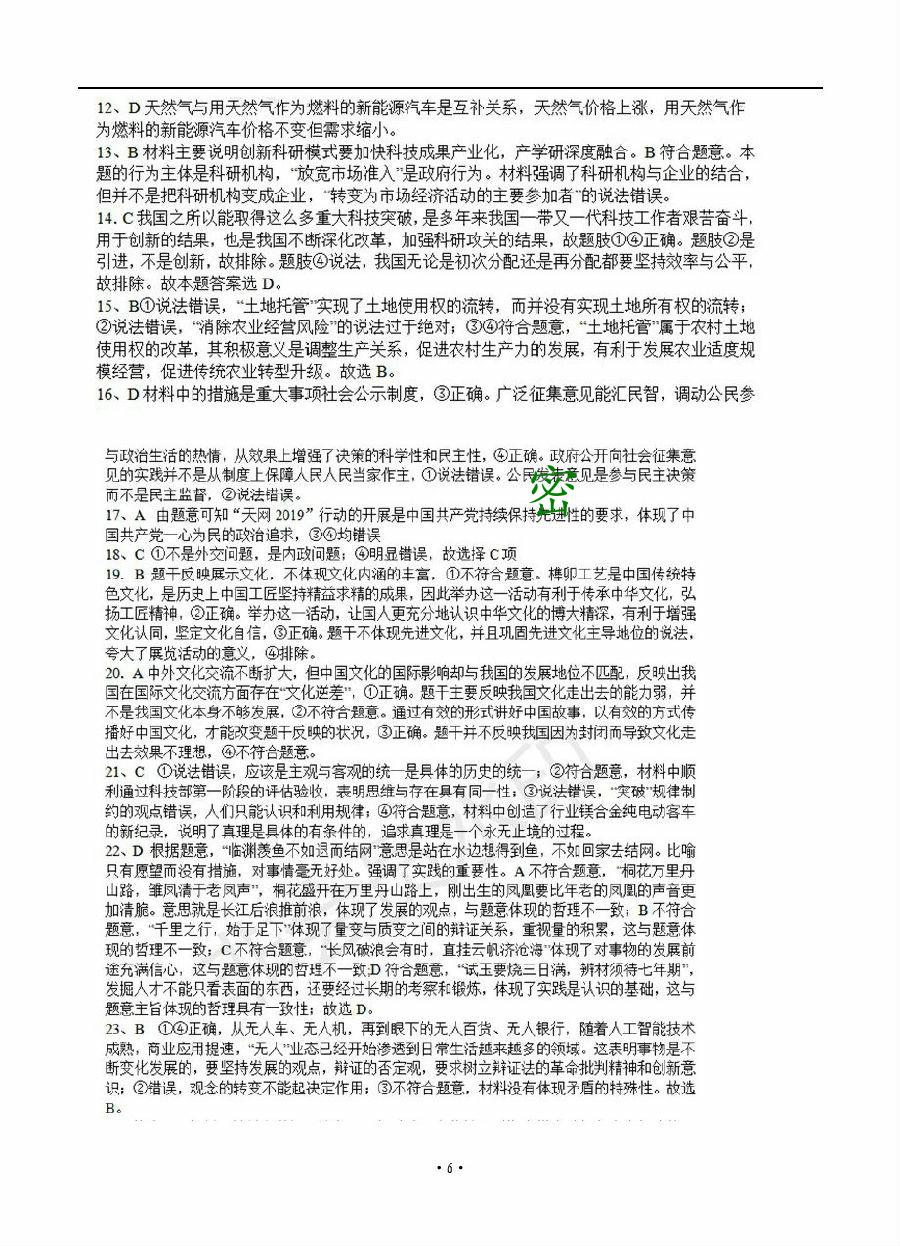 12、D 天然气与用天然气作为燃料的新能源汽车是互补关系，天然气价格上涨，用天然气作
为燃料的新能源汽车价格不变但需求缩小。
13、B 材料主要说明创新科研模式要加快科技成果产业化，产学研深度融合。B 符合题意。本
题的行为主体是科研机构，“放宽市场准入”是政府行为。材料强调了科研机构与企业的结合，
但并不是把科研机构变成企业，“转变为市场经济活动的主要参加者”的说法错误。
14. C 我国之所以能取得这么多重大科技突破，是多年来我国一带又一代科技工作者艰苦奋斗，
用于创新的结果，也是我国不断深化改革，加强科研攻关的结果，故题肢①④正确。题肢②是
引进，不是创新，故排除。题肢④说法，我国无论是初次分配还是再分配都要坚持效率与公平，
故排除。故本题答案选 D。
15、B①说法错误，“土地托管”实现了土地使用权的流转，而并没有实现土地所有权的流转；
②说法错误，“消除农业经营风险”的说法过于绝对；③④符合题意，“土地托管”属于农村土地
使用权的改革，其积极意义是调整生产关系，促进农村生产力的发展，有利于发展农业适度规
模经营，促进传统农业转型升级。故选 B。
16、D 材料中的措施是重大事项社会公示制度，③正确。广泛征集意见能汇民智，调动公民参
与政治生活的热情，从效果上增强了决策的科学性和民主性，④正确。政府公开向社会征集意
见的实践并不是从制度上保障人民人民当家作主，①说法错误。公民发表意见是参与民主决策
而不是民主监督，②说法错误。
密
17、A 由题意可知“天网 2019”行动的开展是中国共产党持续保持先进性的要求，体现了中
国共产党一心为民的政治追求，③④均错误
18、C ①不是外交问题，是内政问题；④明显错误，故选择 C 项
19. B 题干反映展示文化，不体现文化内涵的丰富，①不符合题意。榫卯工艺是中国传统特
色文化，是历史上中国工匠坚持精益求精的成果，因此举办这一活动有利于传承中华文化，弘
扬工匠精神，②正确。举办这一活动，让国人更充分地认识中华文化的博大精深，有利于增强
文化认同，坚定文化自信，③正确。题干不体现先进文化，并且巩固先进文化主导地位的说法，
夸大了展览活动的意义，④排除。
20. A 中外文化交流不断扩大，但中国文化的国际影响却与我国的发展地位不匹配，反映出我
国在国际文化交流方面存在“文化逆差”，①正确。题干主要反映我国文化走出去的能力弱，并
不是我国文化本身不够发展，②不符合题意。通过有效的形式讲好中国故事，以有效的方式传
播好中国文化，才能改变题干反映的状况，③正确。题干并不反映我国因为封闭而导致文化走
出去效果不理想，④不符合题意。
21、C ①说法错误，应该是主观与客观的统一是具体的历史的统一；②符合题意，材料中顺
利通过科技部第一阶段的评估验收，表明思维与存在具有同一性；③说法错误，“突破”规律制
约的观点错误，人们只能认识和利用规律；④符合题意，材料中创造了行业镁合金纯电动客车
的新纪录，说明了真理是具体的有条件的，追求真理是一个永无止境的过程。
22、D 根据题意，“临渊羡鱼不如退而结网”意思是站在水边想得到鱼，不如回家去结网。比喻
只有愿望而没有措施，对事情毫无好处。强调了实践的重要性。A 不符合题意，“桐花万里丹
山路，雏凤清于老凤声”，桐花盛开在万里丹山路上，刚出生的凤凰要比年老的凤凰的声音更
加清脆。意思就是长江后浪推前浪，体现了发展的观点，与题意体现的哲理不一致；B 不符合
题意，“千里之行，始于足下”体现了量变与质变之间的辩证关系，重视量的积累，这与题意体
现的哲理不一致；C 不符合题意，“长风破浪会有时，直挂云帆济沧海”体现了对事物的发展前
途充满信心，这与题意体现的哲理不一致;D 符合题意，“试玉要烧三日满，辨材须待七年期”，
发掘人才不能只看表面的东西，还要经过长期的考察和锻炼，体现了实践是认识的基础，这与
题意主旨体现的哲理具有一致性；故选 D。
23、B ①④正确，从无人车、无人机，再到眼下的无人百货、无人银行，随着人工智能技术
成熟，商业应用提速，“无人”业态已经开始渗透到日常生活越来越多的领域。这表明事物是不
断变化发展的，要坚持发展的观点，辩证的否定观，要求树立辩证法的革命批判精神和创新意
识；②错误，观念的转变不能起决定作用；③不符合题意，材料没有体现矛盾的特殊性。故选
B。
• 6 •